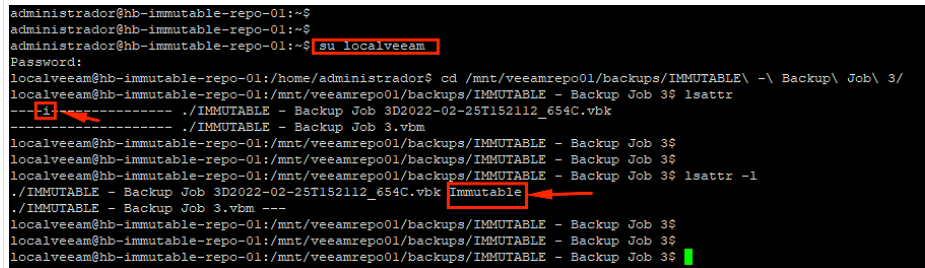 administrador@hb-immutable-repo-01:~$
administrador@hb-immutable-repo-01:~$
administrador@hb-immutable-repo-01:~$ su localveeam
Password:
localveeam@hb-immutable-repo-01:/home/administrador$ cd /mnt/veeamrepo01/backups/IMMUTABLE\ -\ Backup\ Job\ 3/
localveeam@hb-immutable-repo-01:/mnt/veeamrepo01/backups/IMMUTABLE - Backup Job 3$ lsattr
----i--------------- ./IMMUTABLE - Backup Job 3D2022-02-25T152112_654C.vbk
-------------------- ./IMMUTABLE - Backup Job 3.vbm
localveeam@hb-immutable-repo-01:/mnt/veeamrepo01/backups/IMMUTABLE - Backup Job 3$
localveeam@hb-immutable-repo-01:/mnt/veeamrepo01/backups/IMMUTABLE - Backup Job 3$
localveeam@hb-immutable-repo-01:/mnt/veeamrepo01/backups/IMMUTABLE - Backup Job 3$ lsattr -l
./IMMUTABLE - Backup Job 3D2022-02-25T152112_654C.vbk Immutable
./IMMUTABLE - Backup Job 3.vbm ---
localveeam@hb-immutable-repo-01:/mnt/veeamrepo01/backups/IMMUTABLE - Backup Job 3$
localveeam@hb-immutable-repo-01:/mnt/veeamrepo01/backups/IMMUTABLE - Backup Job 3$
localveeam@hb-immutable-repo-01:/mnt/veeamrepo01/backups/IMMUTABLE - Backup Job 3$